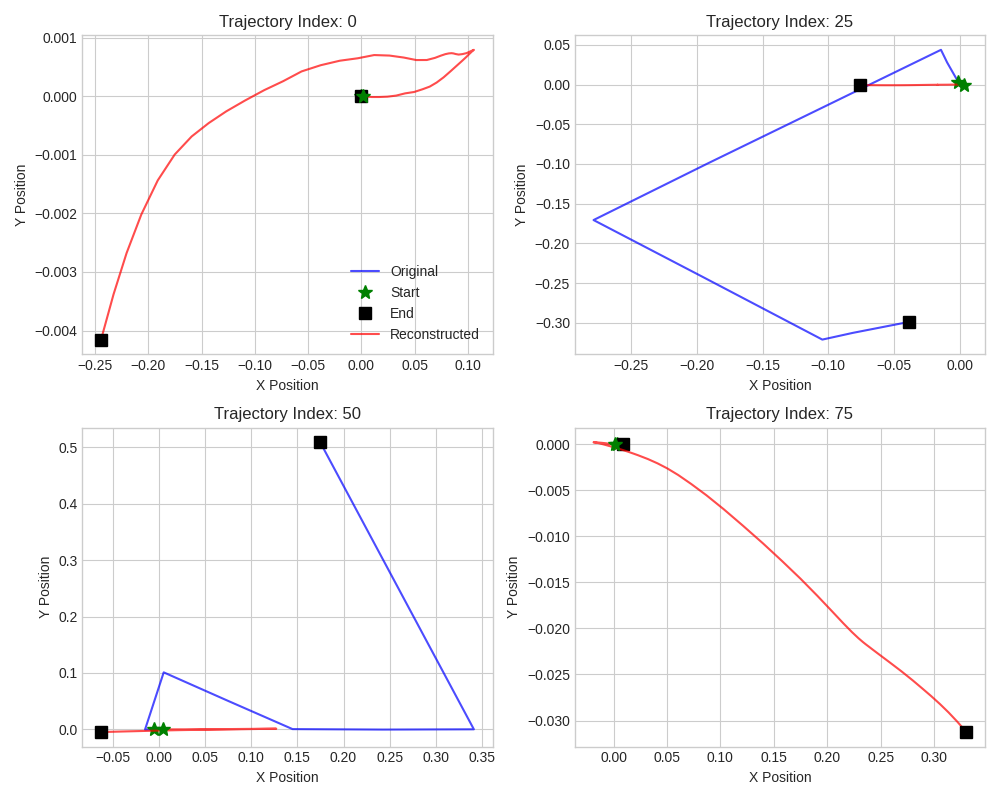 Trajectory Index: 0
0.001
0.000
−0.001
−0.002
−0.003
−0.004
Y Position
Original
Start
End
Reconstructed
−0.25 −0.20 −0.15 −0.10 −0.05 0.00 0.05 0.10
X Position
Trajectory Index: 25
0.05
0.00
−0.05
−0.10
−0.15
−0.20
−0.25
−0.30
Y Position
−0.25 −0.20 −0.15 −0.10 −0.05 0.00
X Position
Trajectory Index: 50
0.5
0.4
0.3
0.2
0.1
0.0
Y Position
−0.05 0.00 0.05 0.10 0.15 0.20 0.25 0.30 0.35
X Position
Trajectory Index: 75
0.000
−0.005
−0.010
−0.015
−0.020
−0.025
−0.030
Y Position
0.00 0.05 0.10 0.15 0.20 0.25 0.30
X Position